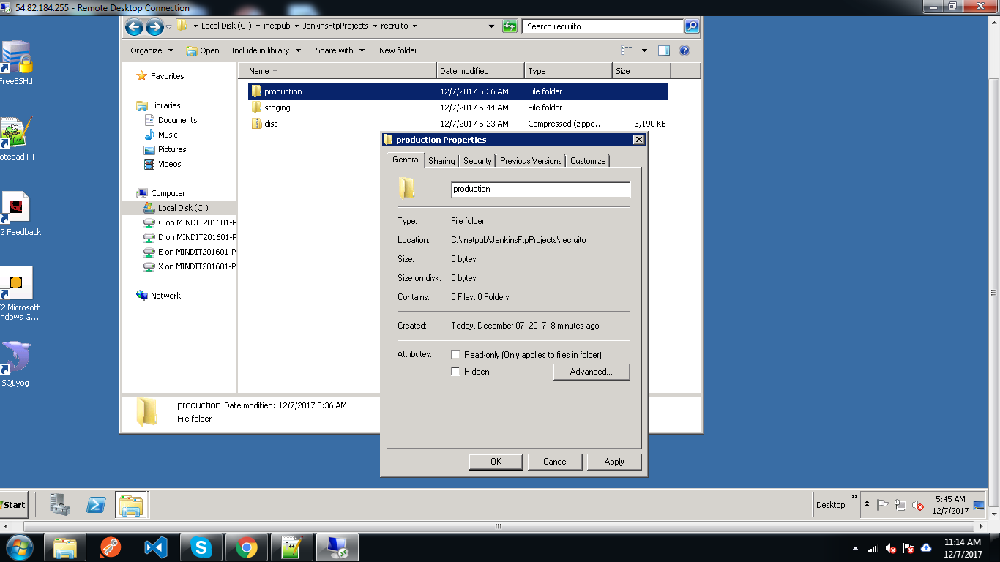 54.82.184.255 - Remote Desktop Connection
Local Disk (C:) inetpub JenkinsFtpProjects recruito
Search recruito
Organize Open Include in library Share with New folder
Favorites
Libraries
Documents
Music
Pictures
Videos
Computer
Local Disk (C:)
C on MINDIT201601-P
D on MINDIT201601-P
E on MINDIT201601-P
X on MINDIT201601-P
Network
Name Date modified Type Size
production 12/7/2017 5:36 AM File folder
staging 12/7/2017 5:44 AM File folder
dist 12/7/2017 5:23 AM Compressed (zippe... 3,190 KB
production Properties
General Sharing Security Previous Versions Customize
production
Type: File folder
Location: C:\inetpub\JenkinsFtpProjects\recruito
Size: 0 bytes
Size on disk: 0 bytes
Contains: 0 Files, 0 Folders
Created: Today, December 07, 2017, 8 minutes ago
Attributes: Read-only (Only applies to files in folder)
Hidden Advanced...
OK Cancel Apply
production Date modified: 12/7/2017 5:36 AM
File folder
FreeSSHd
otepad++
2 Feedback
2 Microsoft
ndows G...
SQLyog
Start
Desktop
5:45 AM
12/7/2017
11:14 AM
12/7/2017